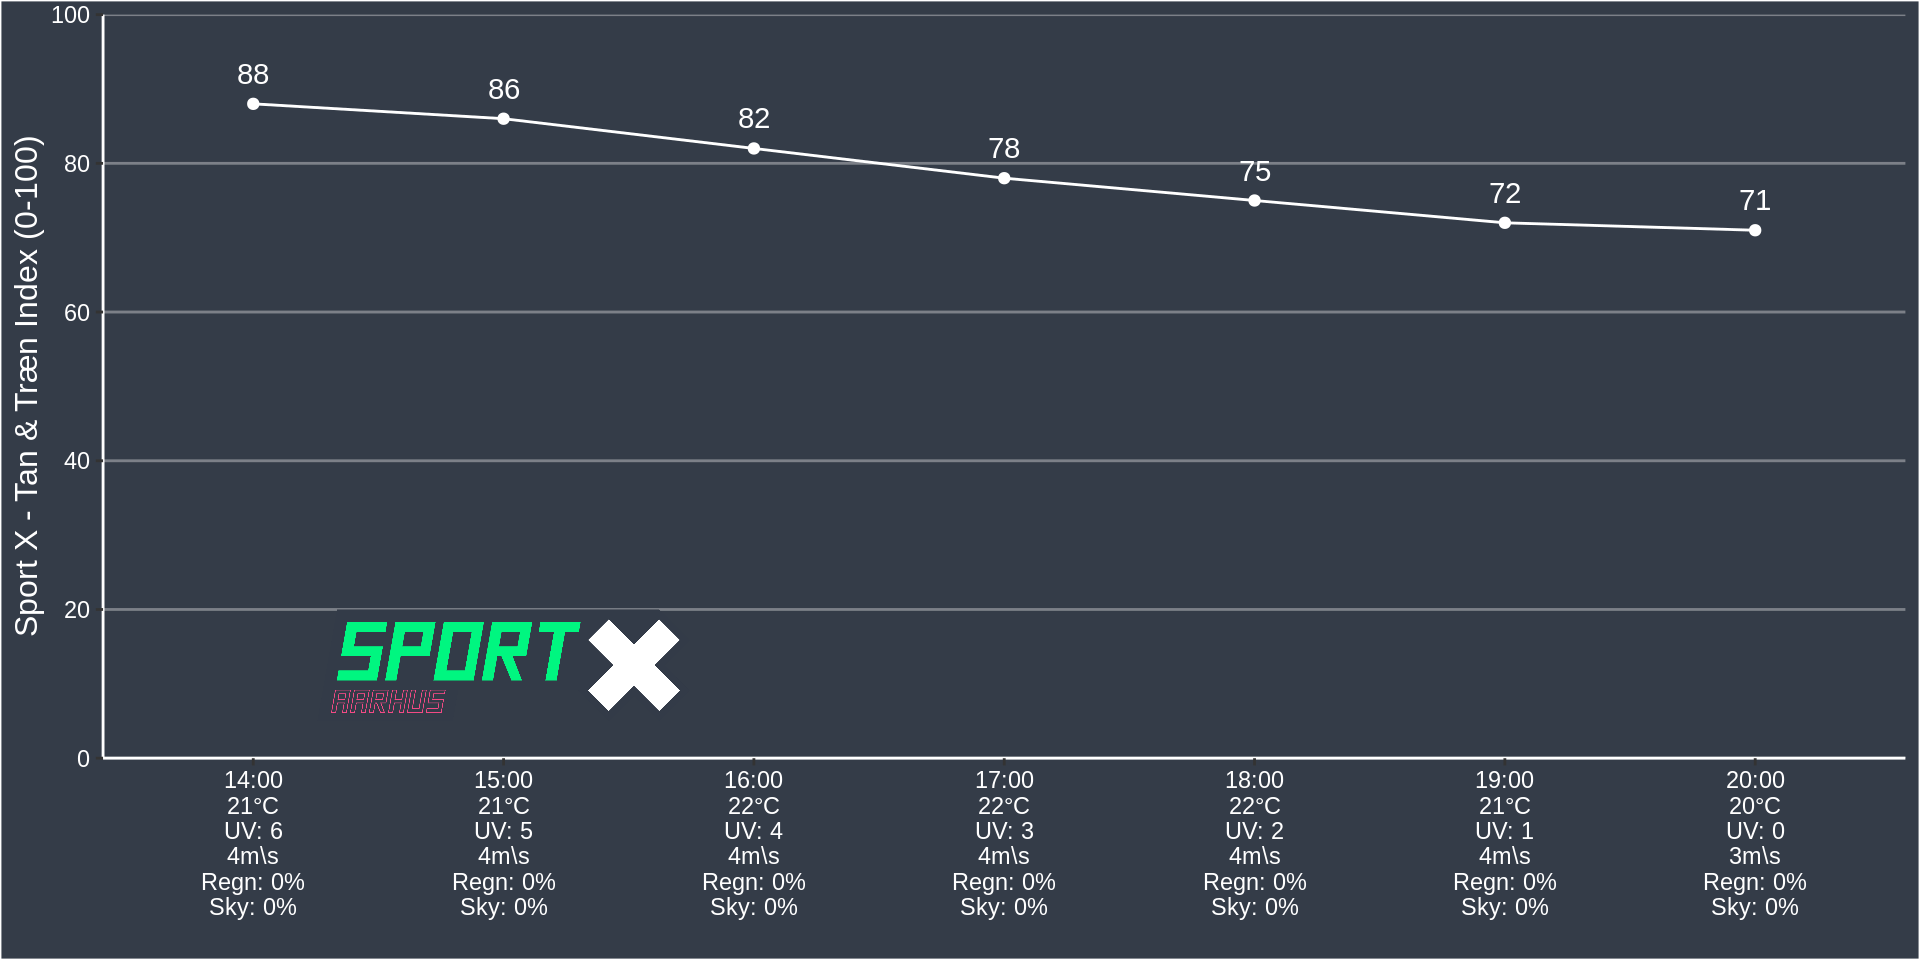 Sport X - Tan & Træn Index (0-100)
100
80
60
40
20
0
88
86
82
78
75
72
71
SPORT X
AARHUS
14:00
21°C
UV: 6
4m\s
Regn: 0%
Sky: 0%
15:00
21°C
UV: 5
4m\s
Regn: 0%
Sky: 0%
16:00
22°C
UV: 4
4m\s
Regn: 0%
Sky: 0%
17:00
22°C
UV: 3
4m\s
Regn: 0%
Sky: 0%
18:00
22°C
UV: 2
4m\s
Regn: 0%
Sky: 0%
19:00
21°C
UV: 1
4m\s
Regn: 0%
Sky: 0%
20:00
20°C
UV: 0
3m\s
Regn: 0%
Sky: 0%